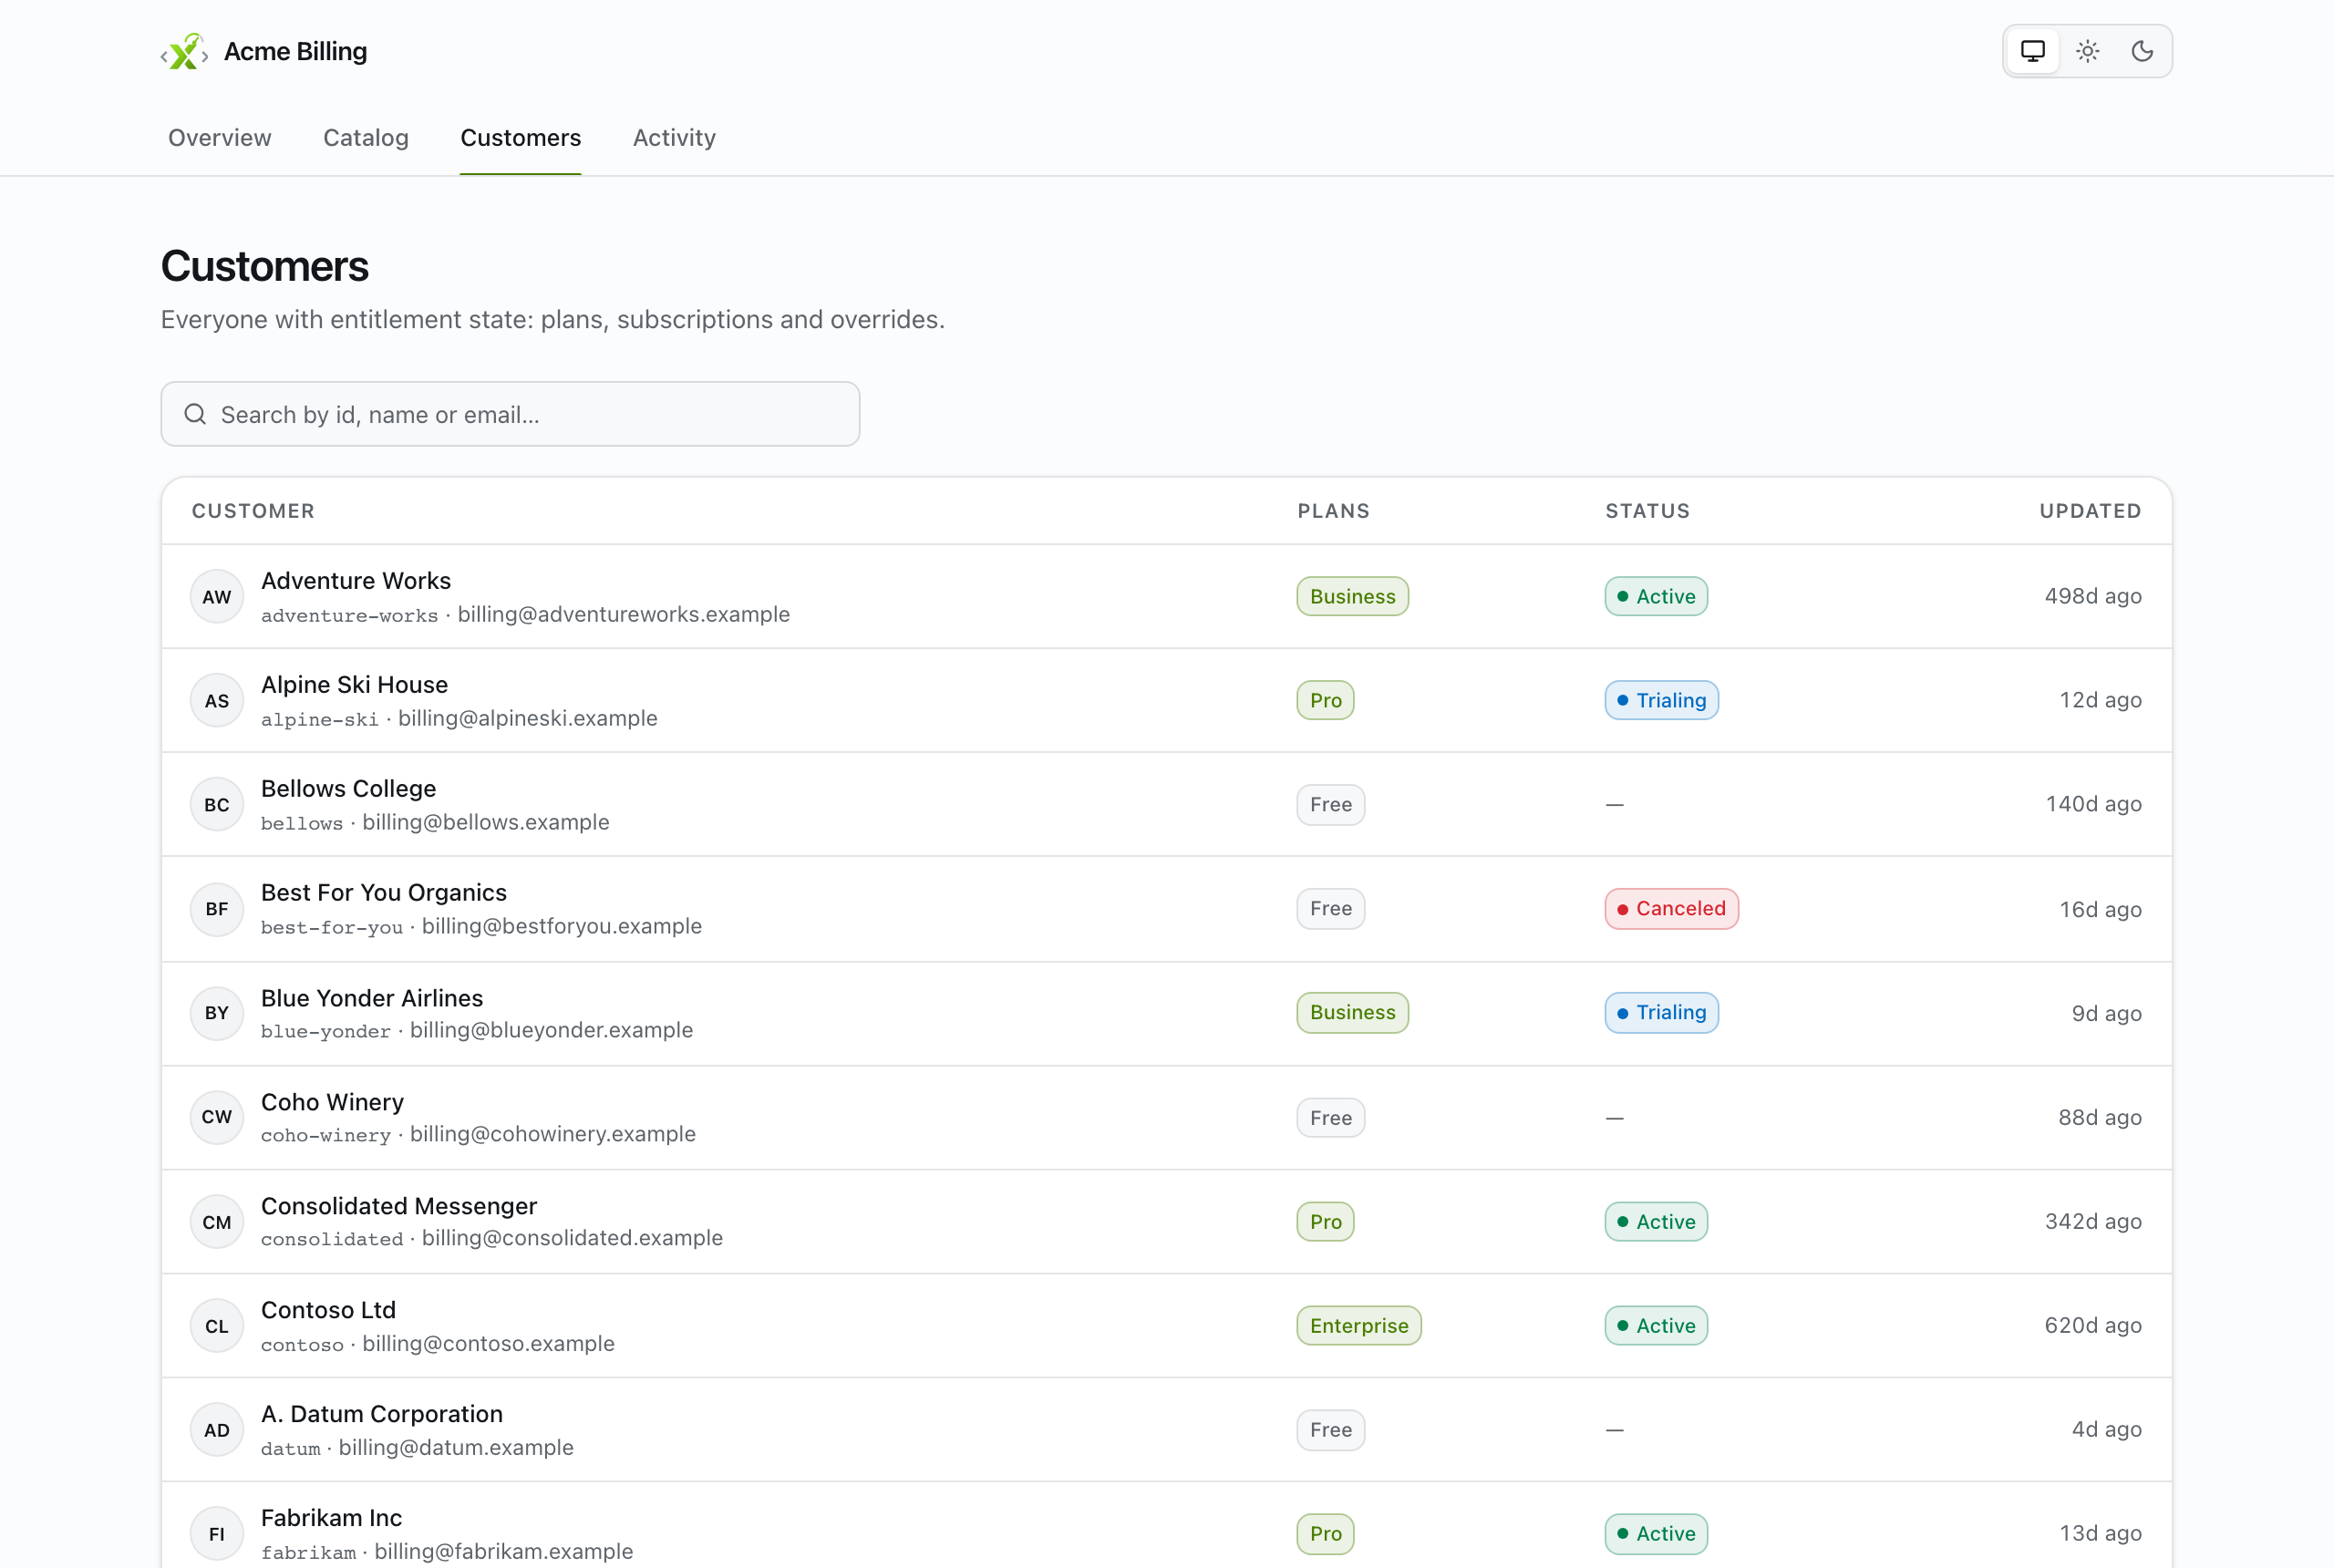 Acme Billing
Overview Catalog Customers Activity
Customers
Everyone with entitlement state: plans, subscriptions and overrides.
Search by id, name or email...
CUSTOMER PLANS STATUS UPDATED
AW Adventure Works Business Active 498d ago
adventure-works · billing@adventureworks.example
AS Alpine Ski House Pro Trialing 12d ago
alpine-ski · billing@alpineski.example
BC Bellows College Free — 140d ago
bellows · billing@bellows.example
BF Best For You Organics Free Canceled 16d ago
best-for-you · billing@bestforyou.example
BY Blue Yonder Airlines Business Trialing 9d ago
blue-yonder · billing@blueyonder.example
CW Coho Winery Free — 88d ago
coho-winery · billing@cohowinery.example
CM Consolidated Messenger Pro Active 342d ago
consolidated · billing@consolidated.example
CL Contoso Ltd Enterprise Active 620d ago
contoso · billing@contoso.example
AD A. Datum Corporation Free — 4d ago
datum · billing@datum.example
FI Fabrikam Inc Pro Active 13d ago
fabrikam · billing@fabrikam.example